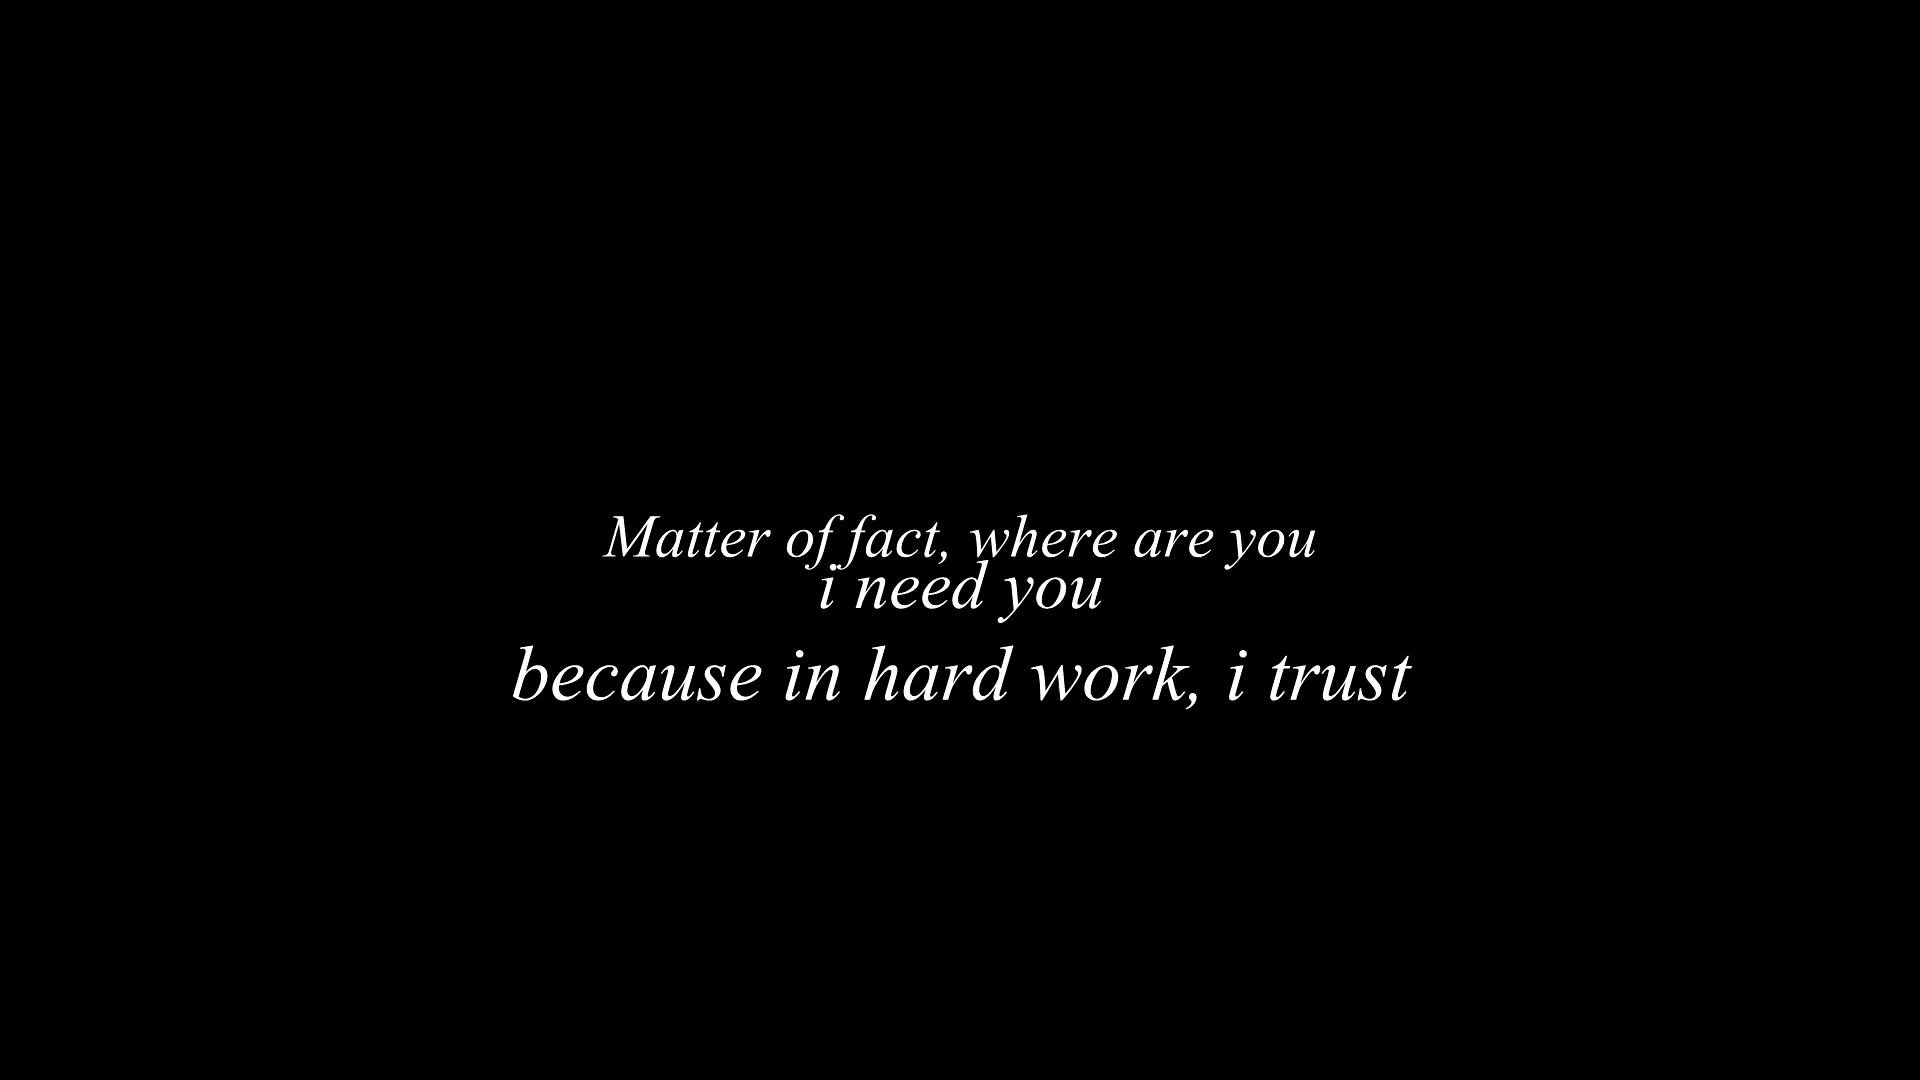 Matter of fact, where are you
i need you
because in hard work, i trust